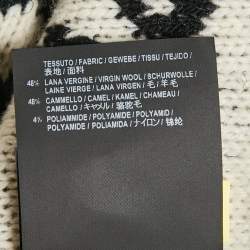 TESSUTO / FABRIC / GEWEBE / TISSU / TEJIDO /
表地 / 面料
48% LANA VERGINE / VIRGIN WOOL / SCHURWOLLE /
LAINE VIERGE / LANA VIRGEN / 毛 / 羊毛
48% CAMMELLO / CAMEL / KAMEL / CHAMEAU /
CAMELLO / キャメル / 骆驼毛
4% POLIAMMIDE / POLYAMIDE / POLYAMID /
POLYAMIDE / POLIAMIDA / ナイロン / 锦纶